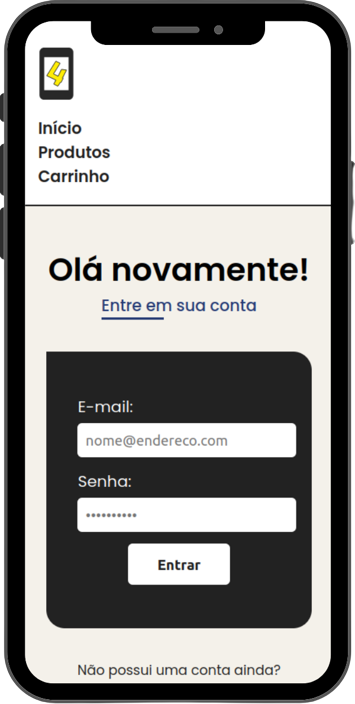 4
Início
Produtos
Carrinho
Olá novamente!
Entre em sua conta
E-mail:
nome@endereco.com
Senha:
••••••••••
Entrar
Não possui uma conta ainda?